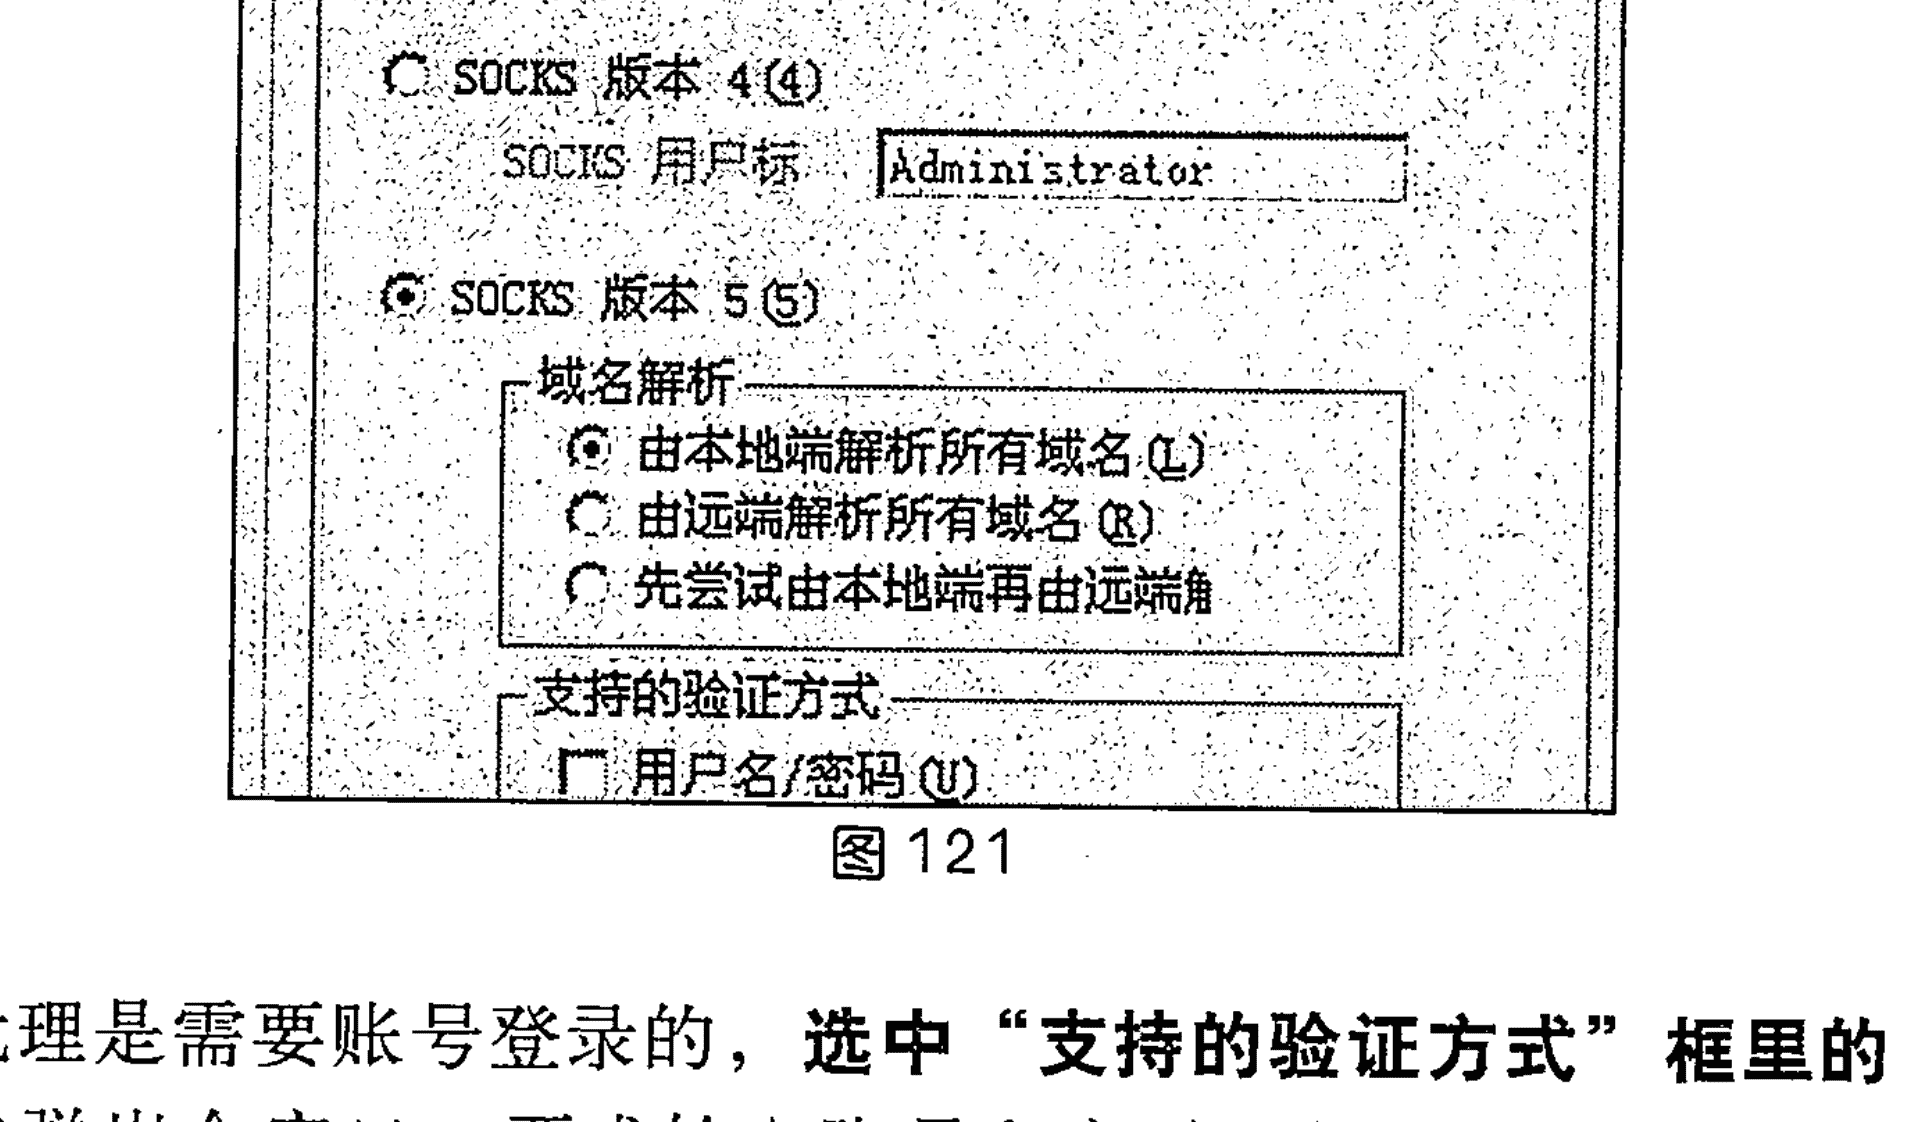 SOCKS 版本 4(4)
SOCKS 用户标 Administrator
SOCKS 版本 5(5)
域名解析
由本地端解析所有域名(L)
由远端解析所有域名(R)
先尝试由本地端再由远端
支持的验证方式
用户名/密码(U)
图 121
理是需要账号登录的，选中“支持的验证方式”框里的